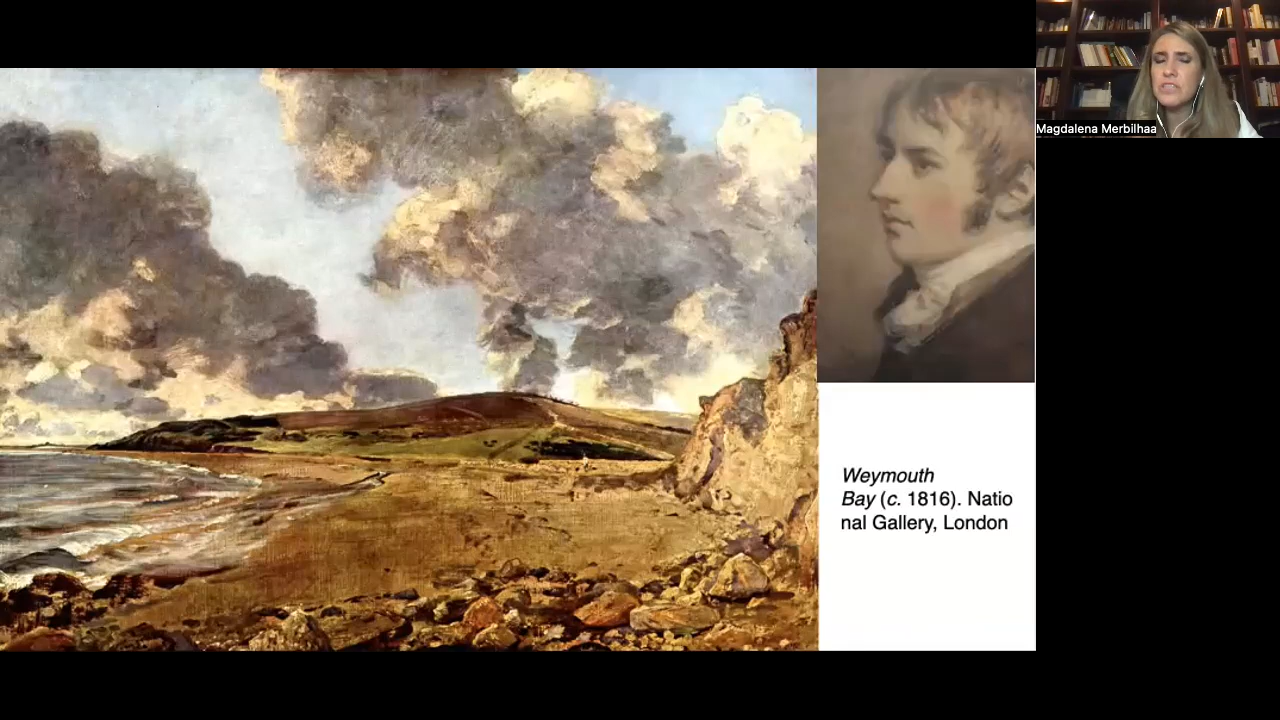 Magdalena Merbilhaa
Weymouth
Bay (c. 1816). Natio
nal Gallery, London